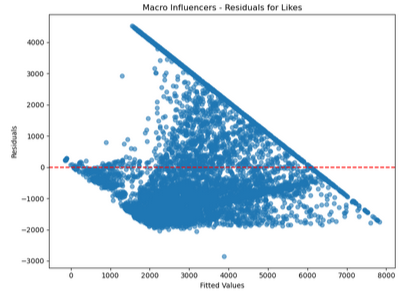 Macro Influencers - Residuals for Likes
4000
3000
2000
1000
0
−1000
−2000
−3000
Residuals
0 1000 2000 3000 4000 5000 6000 7000 8000
Fitted Values